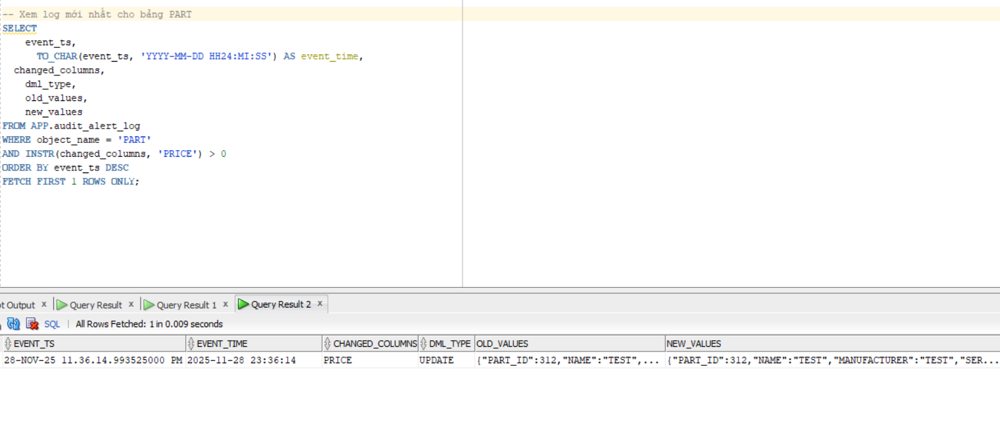 -- Xem log mới nhất cho bảng PART
SELECT
event_ts,
TO_CHAR(event_ts, 'YYYY-MM-DD HH24:MI:SS') AS event_time,
changed_columns,
dml_type,
old_values,
new_values
FROM APP.audit_alert_log
WHERE object_name = 'PART'
AND INSTR(changed_columns, 'PRICE') > 0
ORDER BY event_ts DESC
FETCH FIRST 1 ROWS ONLY;
t Output x Query Result x Query Result 1 x Query Result 2 x
SQL | All Rows Fetched: 1 in 0.009 seconds
EVENT_TS EVENT_TIME CHANGED_COLUMNS DML_TYPE OLD_VALUES NEW_VALUES
28-NOV-25 11.36.14.993525000 PM 2025-11-28 23:36:14 PRICE UPDATE {"PART_ID":312,"NAME":"TEST",... {"PART_ID":312,"NAME":"TEST","MANUFACTURER":"TEST","SER...